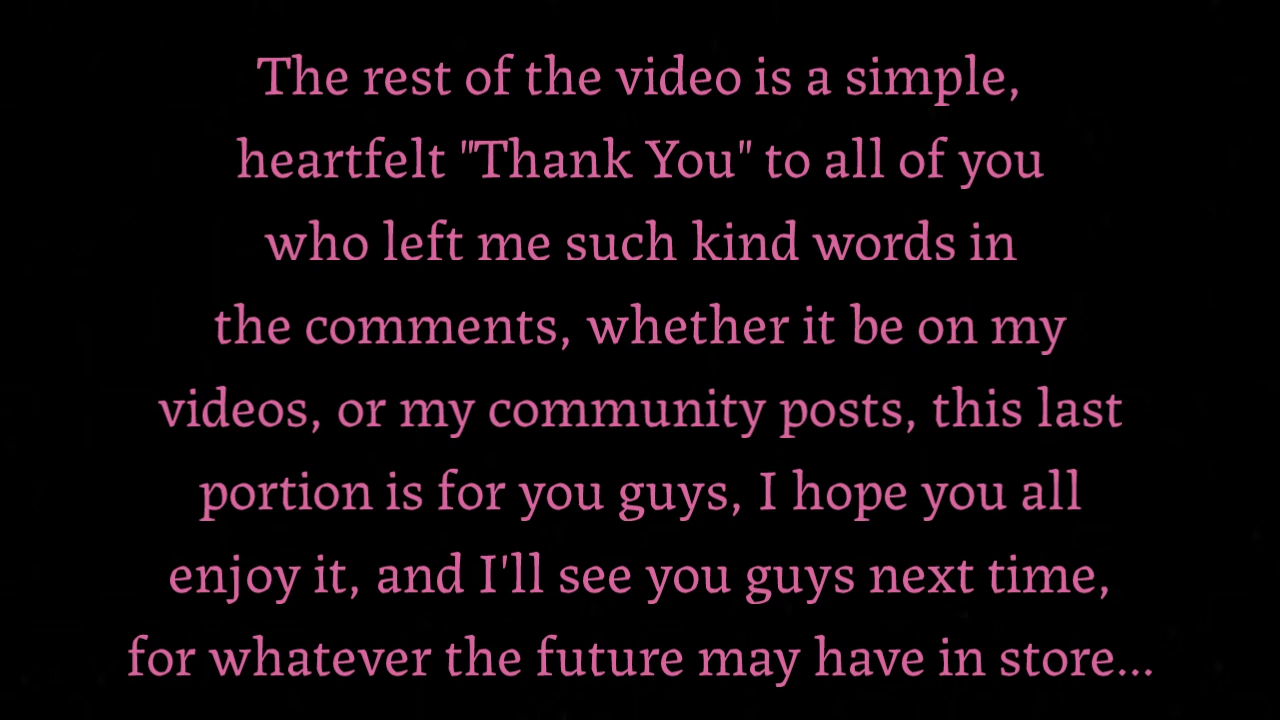 The rest of the video is a simple,
heartfelt "Thank You" to all of you
who left me such kind words in
the comments, whether it be on my
videos, or my community posts, this last
portion is for you guys, I hope you all
enjoy it, and I'll see you guys next time,
for whatever the future may have in store...